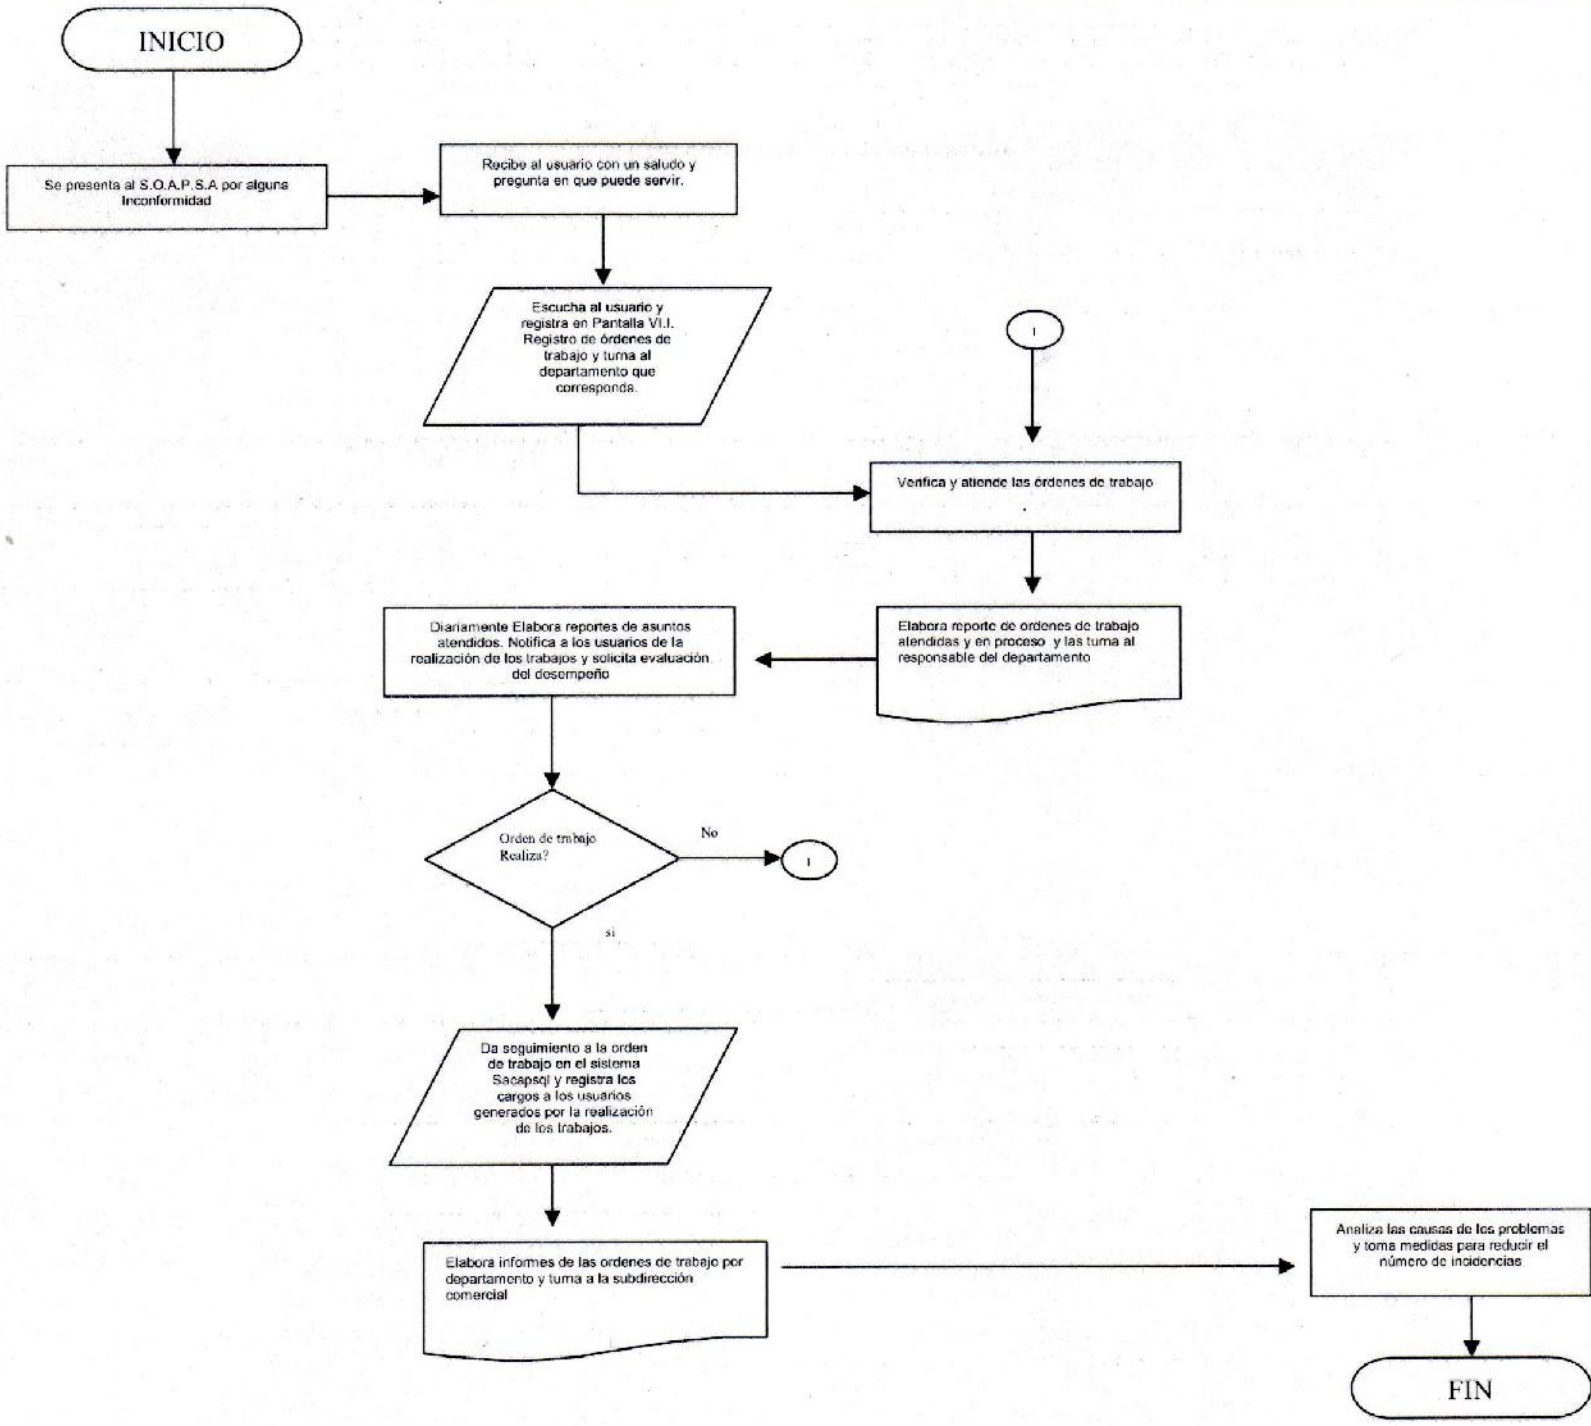 INICIO
Se presenta al S.O.A.P.S.A por alguna
Inconformidad
Recibe al usuario con un saludo y
pregunta en que puede servir.
Escucha al usuario y
registra en Pantalla VI.I.
Registro de órdenes de
trabajo y turna al
departamento que
corresponda.
1
Verifica y atiende las órdenes de trabajo
Elabora reporte de ordenes de trabajo
atendidas y en proceso y las turna al
responsable del departamento
Diariamente Elabora reportes de asuntos
atendidos. Notifica a los usuarios de la
realización de los trabajos y solicita evaluación
del desempeño
Orden de trabajo
Realiza?
No
1
si
Da seguimiento a la orden
de trabajo en el sistema
Sacapsql y registra los
cargos a los usuarios
generados por la realización
de los trabajos.
Elabora informes de las ordenes de trabajo por
departamento y turna a la subdirección
comercial
Analiza las causas de los problemas
y toma medidas para reducir el
número de incidencias
FIN